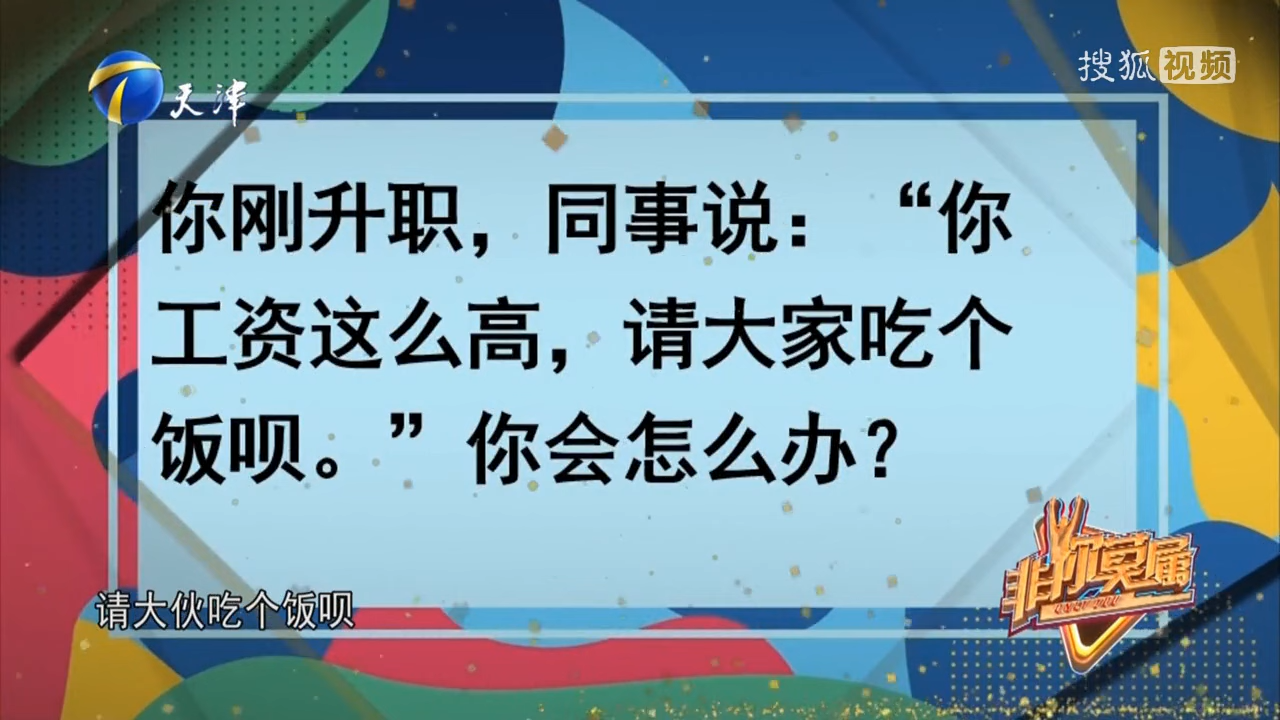 天津
搜狐视频
你刚升职，同事说：“你
工资这么高，请大家吃个
饭呗。”你会怎么办？
非你莫属
ONLY YOU
请大伙吃个饭呗